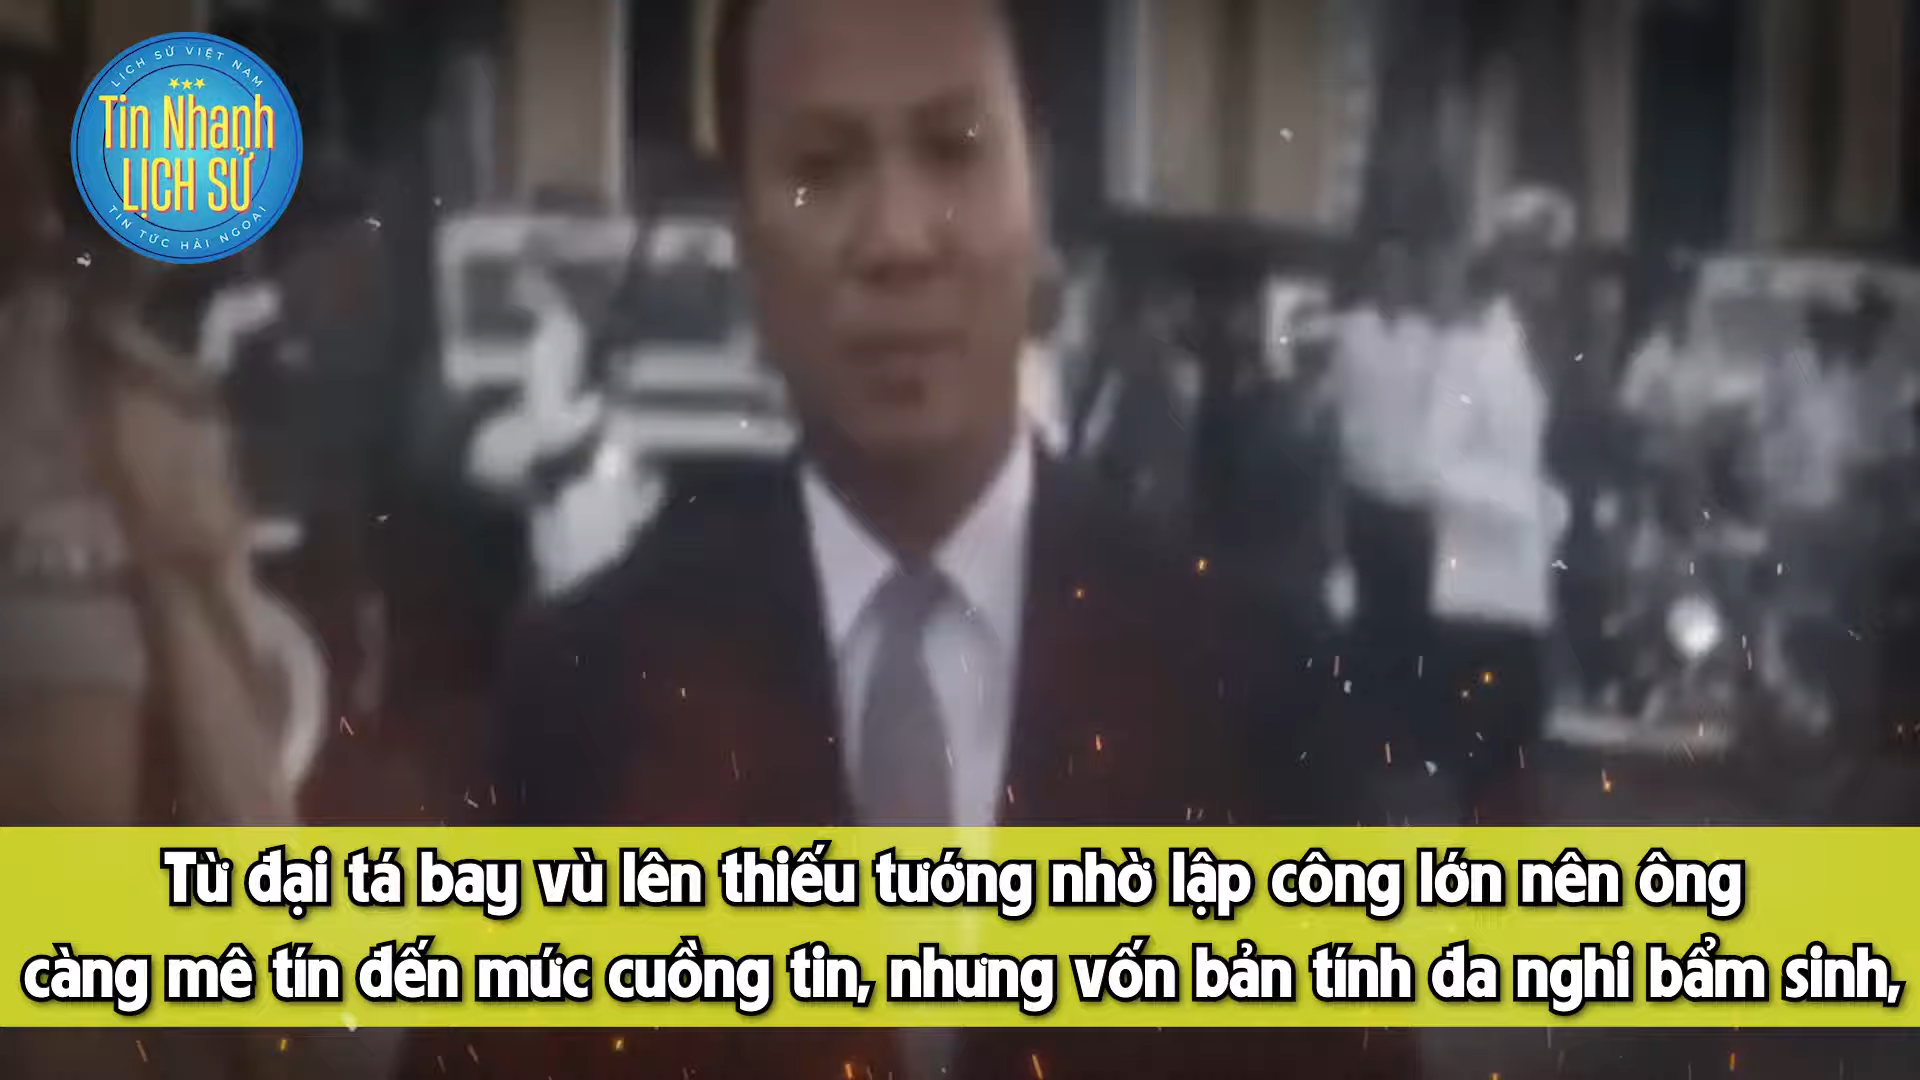 LỊCH SỬ VIỆT NAM
Tin Nhanh
LỊCH SỬ
TIN TỨC HẢI NGOẠI
Từ đại tá bay vù lên thiếu tướng nhờ lập công lớn nên ông
càng mê tín đến mức cuồng tin, nhưng vốn bản tính đa nghi bẩm sinh,